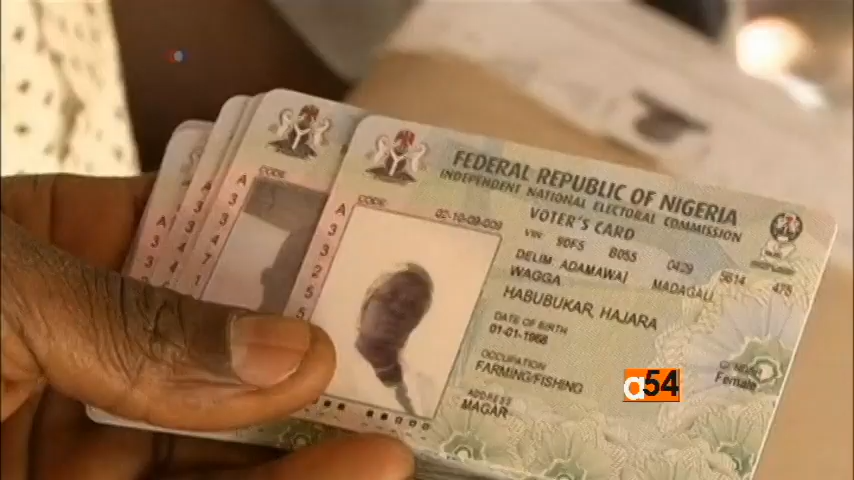 FEDERAL REPUBLIC OF NIGERIA
INDEPENDENT NATIONAL ELECTORAL COMMISSION
VOTER'S CARD
CODE
02-10-09-009
VIN: 90F5 B055 0429 5614 478
DELIM ADAMAWA MADAGALI
WAGGA
HABUBUKAR, HAJARA
DATE OF BIRTH
01-01-1968
OCCUPATION
FARMING/FISHING
GENDER
Female
ADDRESS
MAGAR
CODE
a54